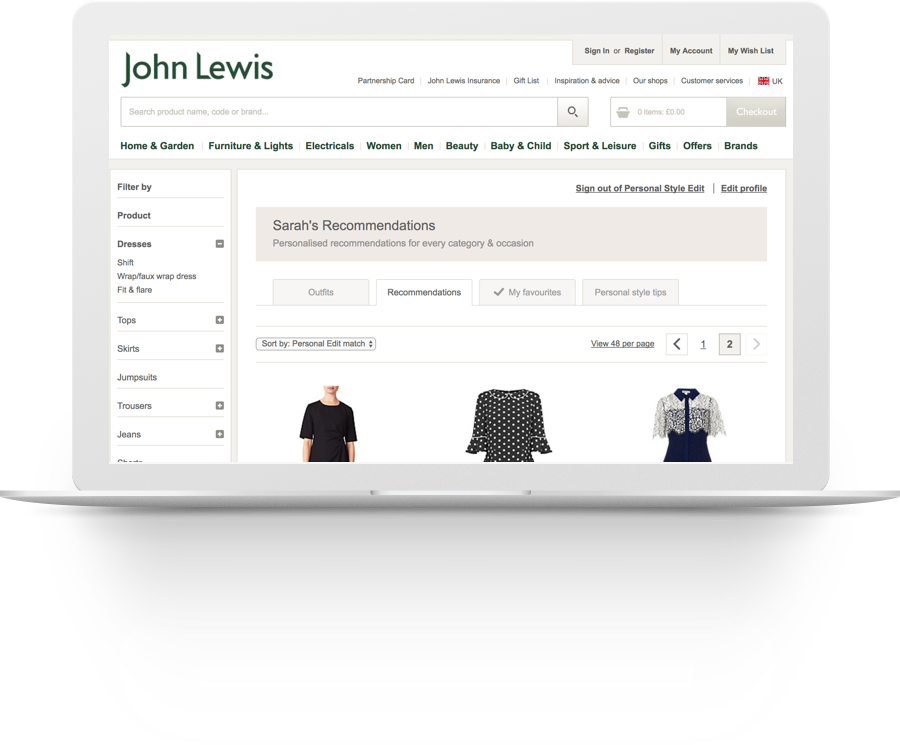 Sign In or Register
My Account
My Wish List
John Lewis
Partnership Card
John Lewis Insurance
Gift List
Inspiration & advice
Our shops
Customer services
UK
Search product name, code or brand...
0 items: £0.00
Checkout
Home & Garden
Furniture & Lights
Electricals
Women
Men
Beauty
Baby & Child
Sport & Leisure
Gifts
Offers
Brands
Filter by
Product
Dresses
Shift
Wrap/faux wrap dress
Fit & flare
Tops
Skirts
Jumpsuits
Trousers
Jeans
Sign out of Personal Style Edit
Edit profile
Sarah's Recommendations
Personalised recommendations for every category & occasion
Outfits
Recommendations
My favourites
Personal style tips
Sort by: Personal Edit match
View 48 per page
1
2